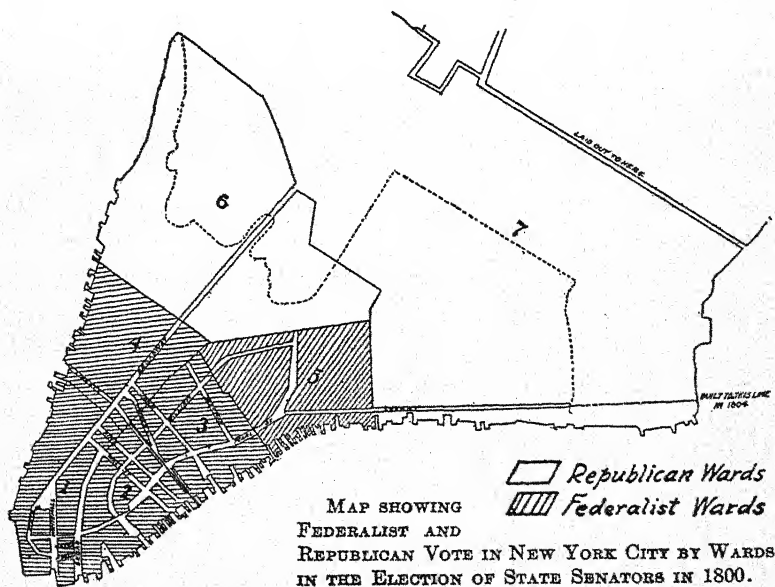 6
7
LAID OUT TO HERE
4
5
3
2
1
BUILT TO THIS LINE
IN 1804
Republican Wards
Federalist Wards
MAP SHOWING
FEDERALIST AND
REPUBLICAN VOTE IN NEW YORK CITY BY WARDS
IN THE ELECTION OF STATE SENATORS IN 1800.